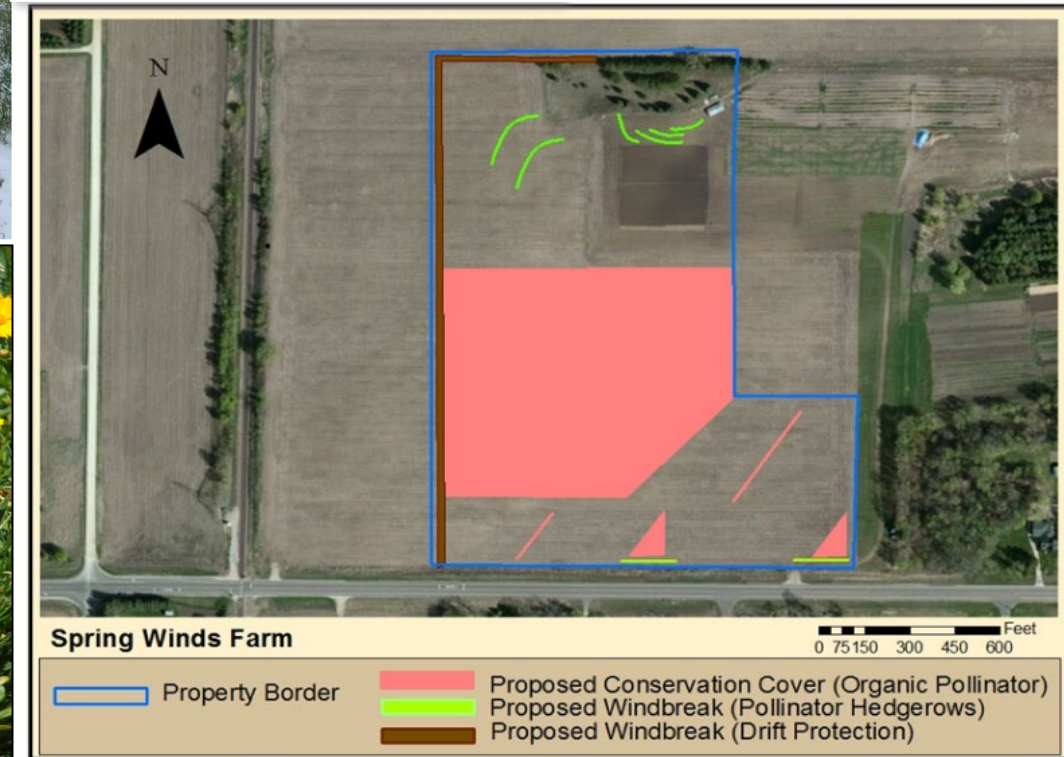 N
Spring Winds Farm
Feet
0 75 150 300 450 600
Property Border
Proposed Conservation Cover (Organic Pollinator)
Proposed Windbreak (Pollinator Hedgerows)
Proposed Windbreak (Drift Protection)